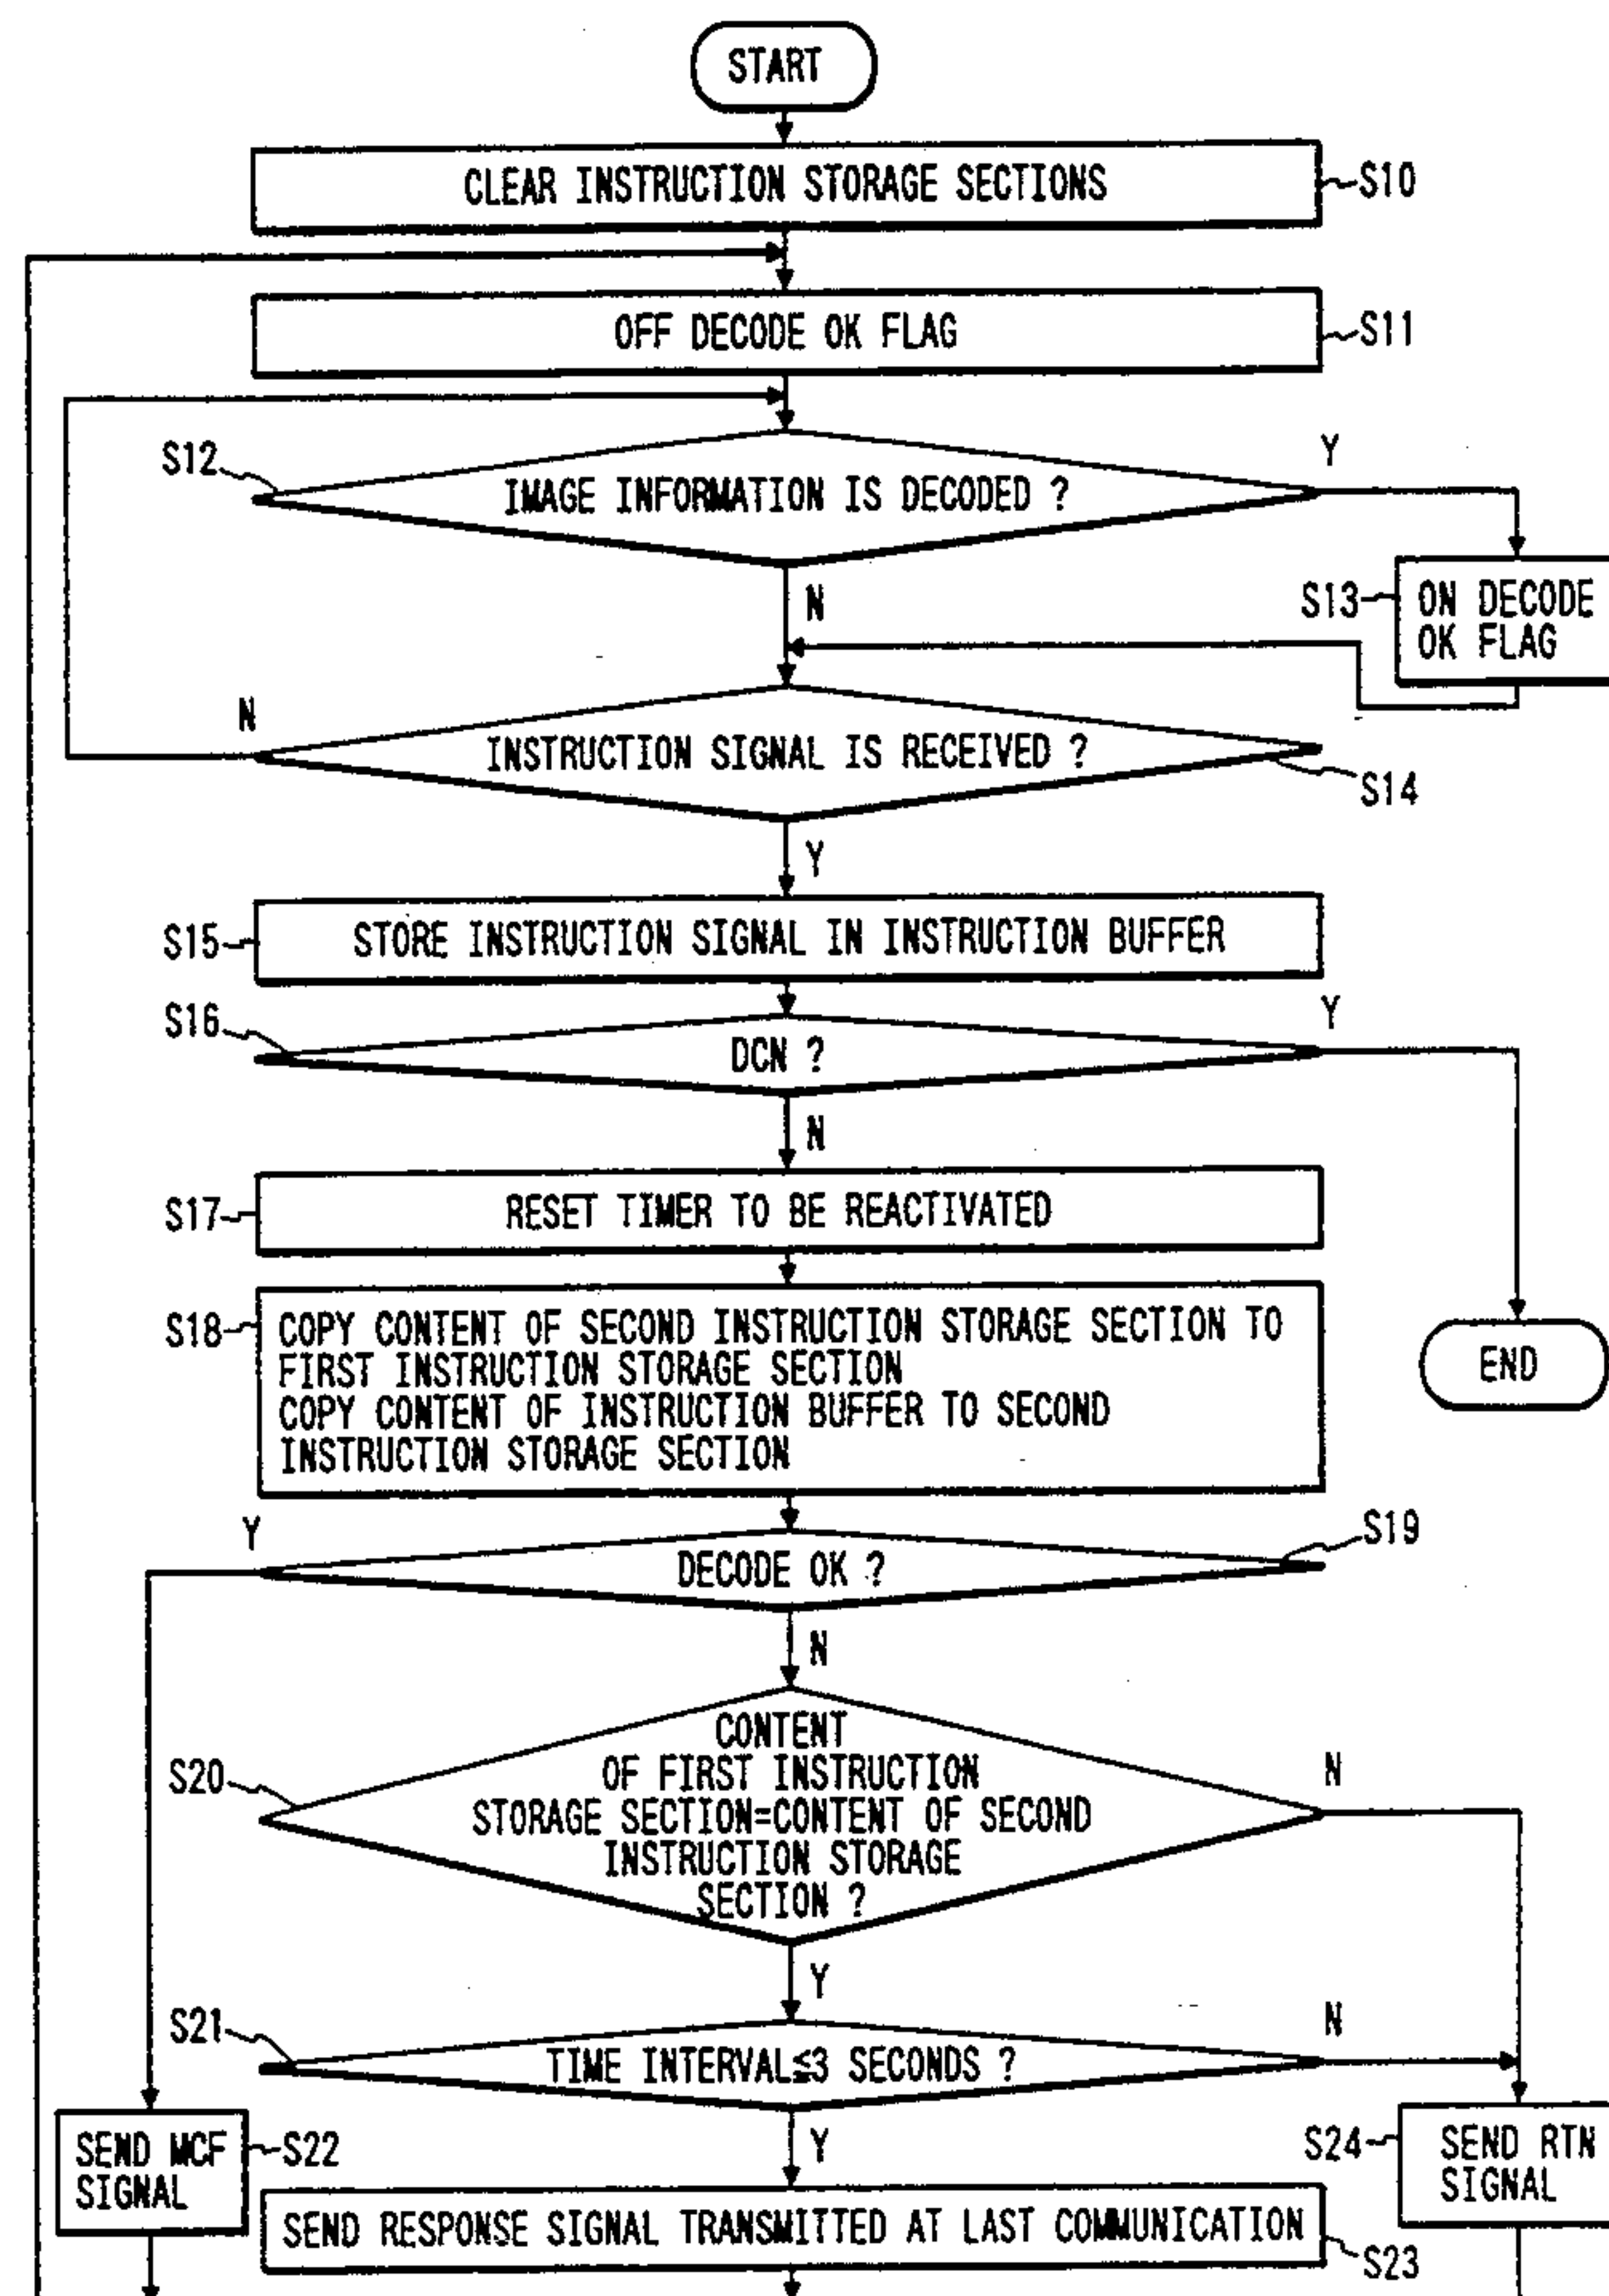 START
CLEAR INSTRUCTION STORAGE SECTIONS
S10
OFF DECODE OK FLAG
S11
S12
IMAGE INFORMATION IS DECODED ?
Y
N
S13
ON DECODE
OK FLAG
N
INSTRUCTION SIGNAL IS RECEIVED ?
S14
Y
S15
STORE INSTRUCTION SIGNAL IN INSTRUCTION BUFFER
S16
DCN ?
Y
N
S17
RESET TIMER TO BE REACTIVATED
S18
COPY CONTENT OF SECOND INSTRUCTION STORAGE SECTION TO
FIRST INSTRUCTION STORAGE SECTION
COPY CONTENT OF INSTRUCTION BUFFER TO SECOND
INSTRUCTION STORAGE SECTION
END
Y
DECODE OK ?
S19
N
S20
CONTENT
OF FIRST INSTRUCTION
STORAGE SECTION=CONTENT OF SECOND
INSTRUCTION STORAGE
SECTION ?
N
Y
S21
TIME INTERVAL≤3 SECONDS ?
N
Y
SEND MCF
SIGNAL
S22
S24
SEND RTN
SIGNAL
SEND RESPONSE SIGNAL TRANSMITTED AT LAST COMMUNICATION
S23